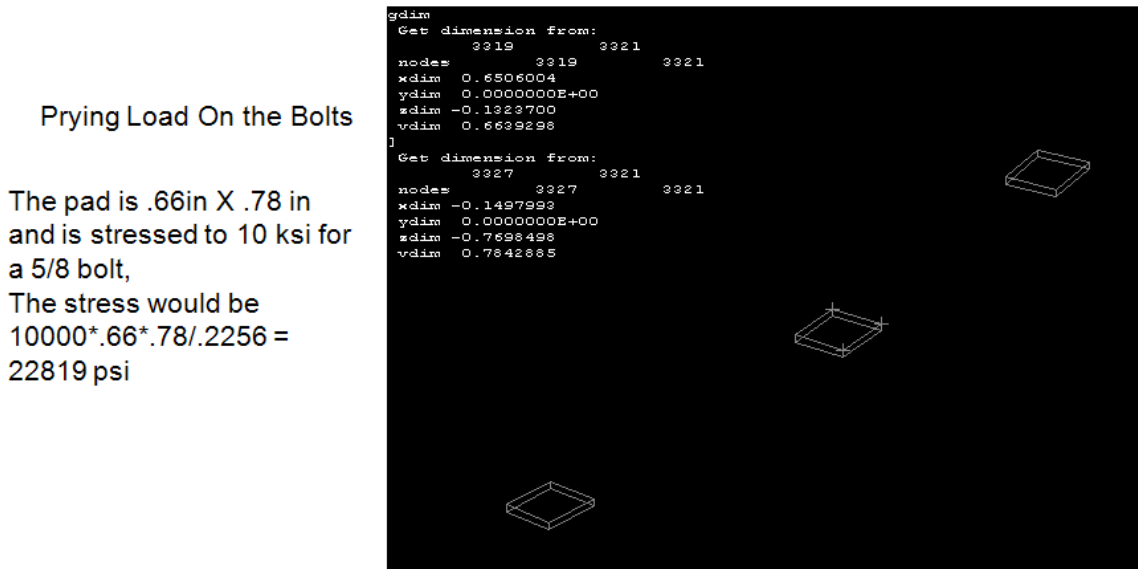 Prying Load On the Bolts
The pad is .66in X .78 in
and is stressed to 10 ksi for
a 5/8 bolt,
The stress would be
10000*.66*.78/.2256 =
22819 psi
gdim
Get dimension from:
3319 3321
nodes 3319 3321
xdim 0.6506004
ydim 0.0000000E+00
zdim -0.1323700
vdim 0.6639298
]
Get dimension from:
3327 3321
nodes 3327 3321
xdim -0.1497993
ydim 0.0000000E+00
zdim -0.7698498
vdim 0.7842885